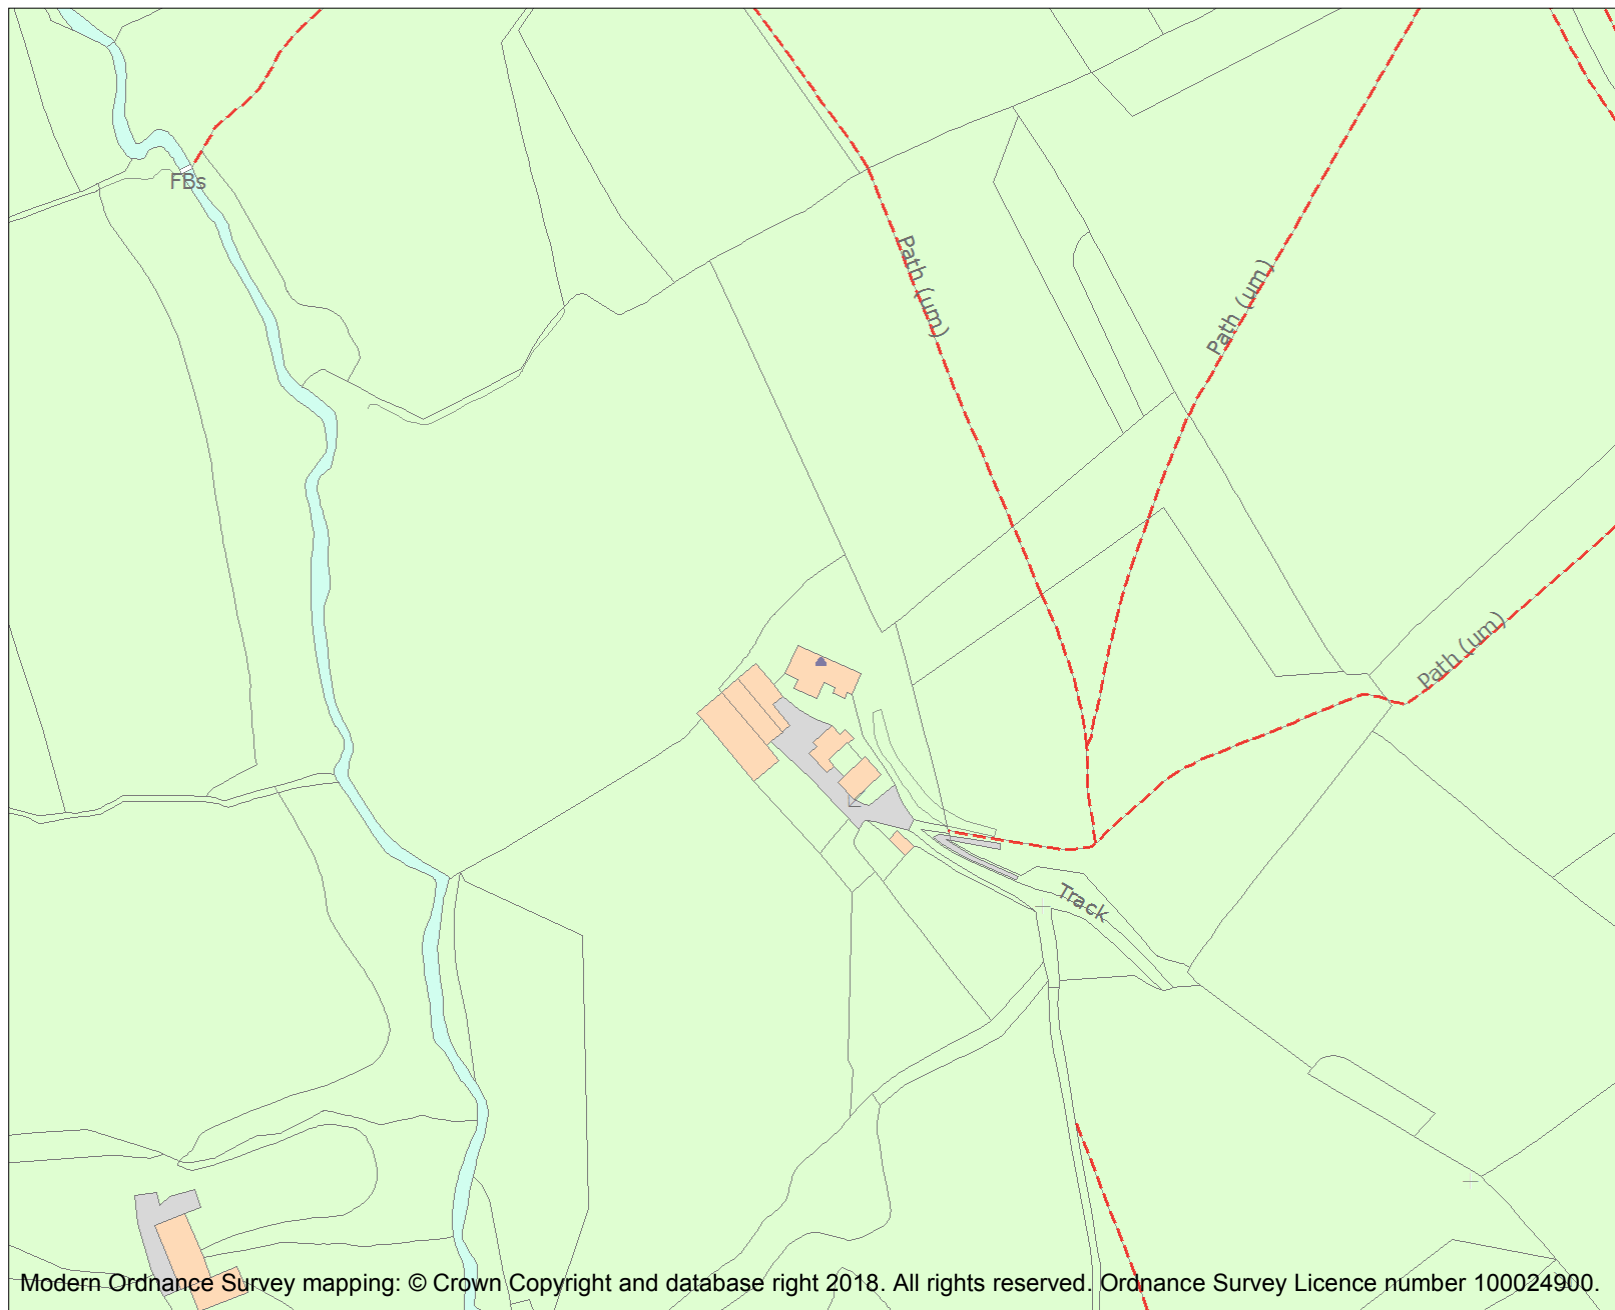 FBs
Path (um)
Path (um)
Path (um)
Track
Modern Ordnance Survey mapping: © Crown Copyright and database right 2018. All rights reserved. Ordnance Survey Licence number 100024900.